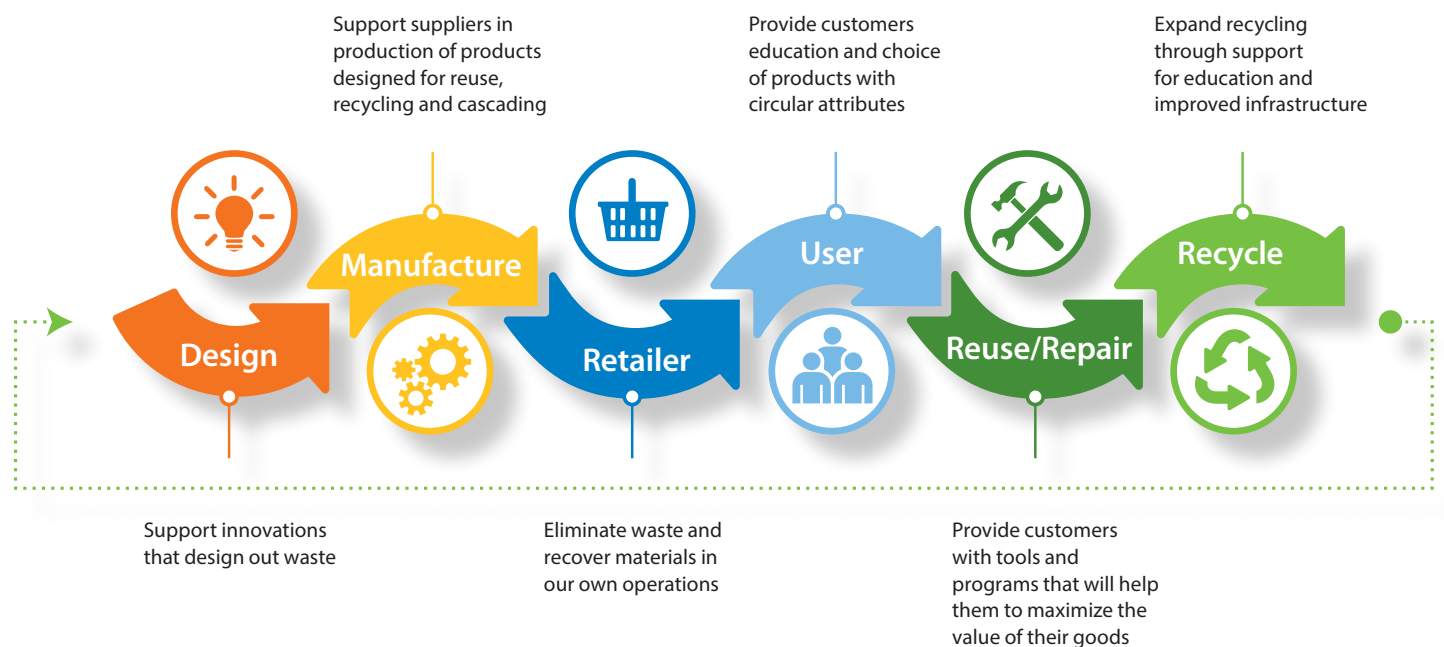 Support suppliers in
production of products
designed for reuse,
recycling and cascading
Provide customers
education and choice
of products with
circular attributes
Expand recycling
through support
for education and
improved infrastructure
Design
Manufacture
Retailer
User
Reuse/Repair
Recycle
Support innovations
that design out waste
Eliminate waste and
recover materials in
our own operations
Provide customers
with tools and
programs that will help
them to maximize the
value of their goods